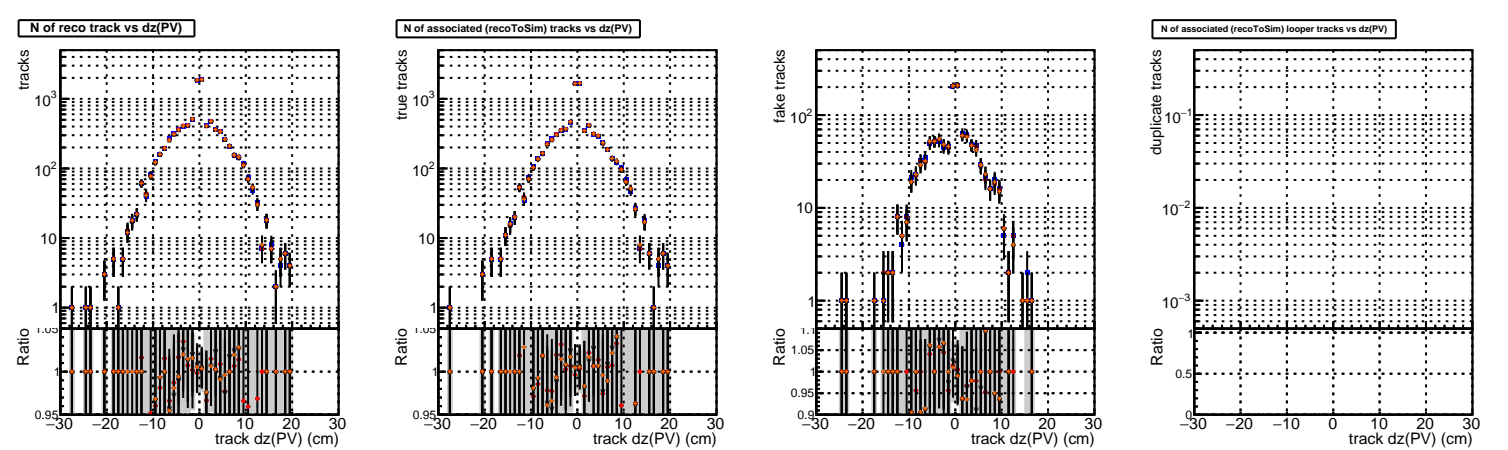 N of reco track vs dz(PV)
tracks
10³
10²
10
1
1.05
Ratio
1
0.95
−30 −20 −10 0 10 20 30
track dz(PV) (cm)
N of associated (recoToSim) tracks vs dz(PV)
true tracks
10³
10²
10
1
1.05
Ratio
1
0.95
−30 −20 −10 0 10 20 30
track dz(PV) (cm)
fake tracks
10²
10
1
1.1
1.05
Ratio
1
0.95
0.9
−30 −20 −10 0 10 20 30
track dz(PV) (cm)
N of associated (recoToSim) looper tracks vs dz(PV)
duplicate tracks
10⁻¹
10⁻²
10⁻³
1
Ratio
0.5
0
−30 −20 −10 0 10 20 30
track dz(PV) (cm)